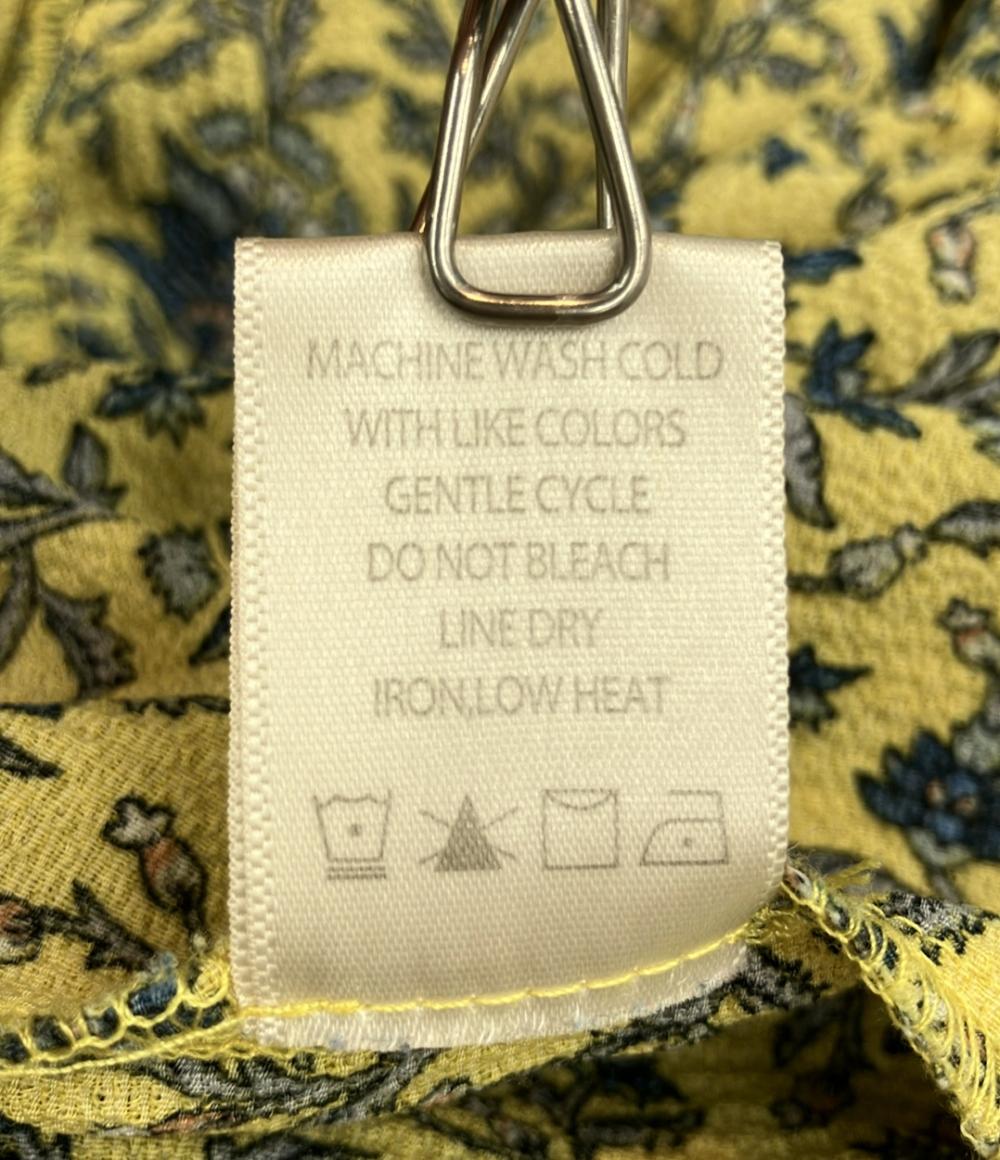 MACHINE WASH COLD
WITH LIKE COLORS
GENTLE CYCLE
DO NOT BLEACH
LINE DRY
IRON,LOW HEAT